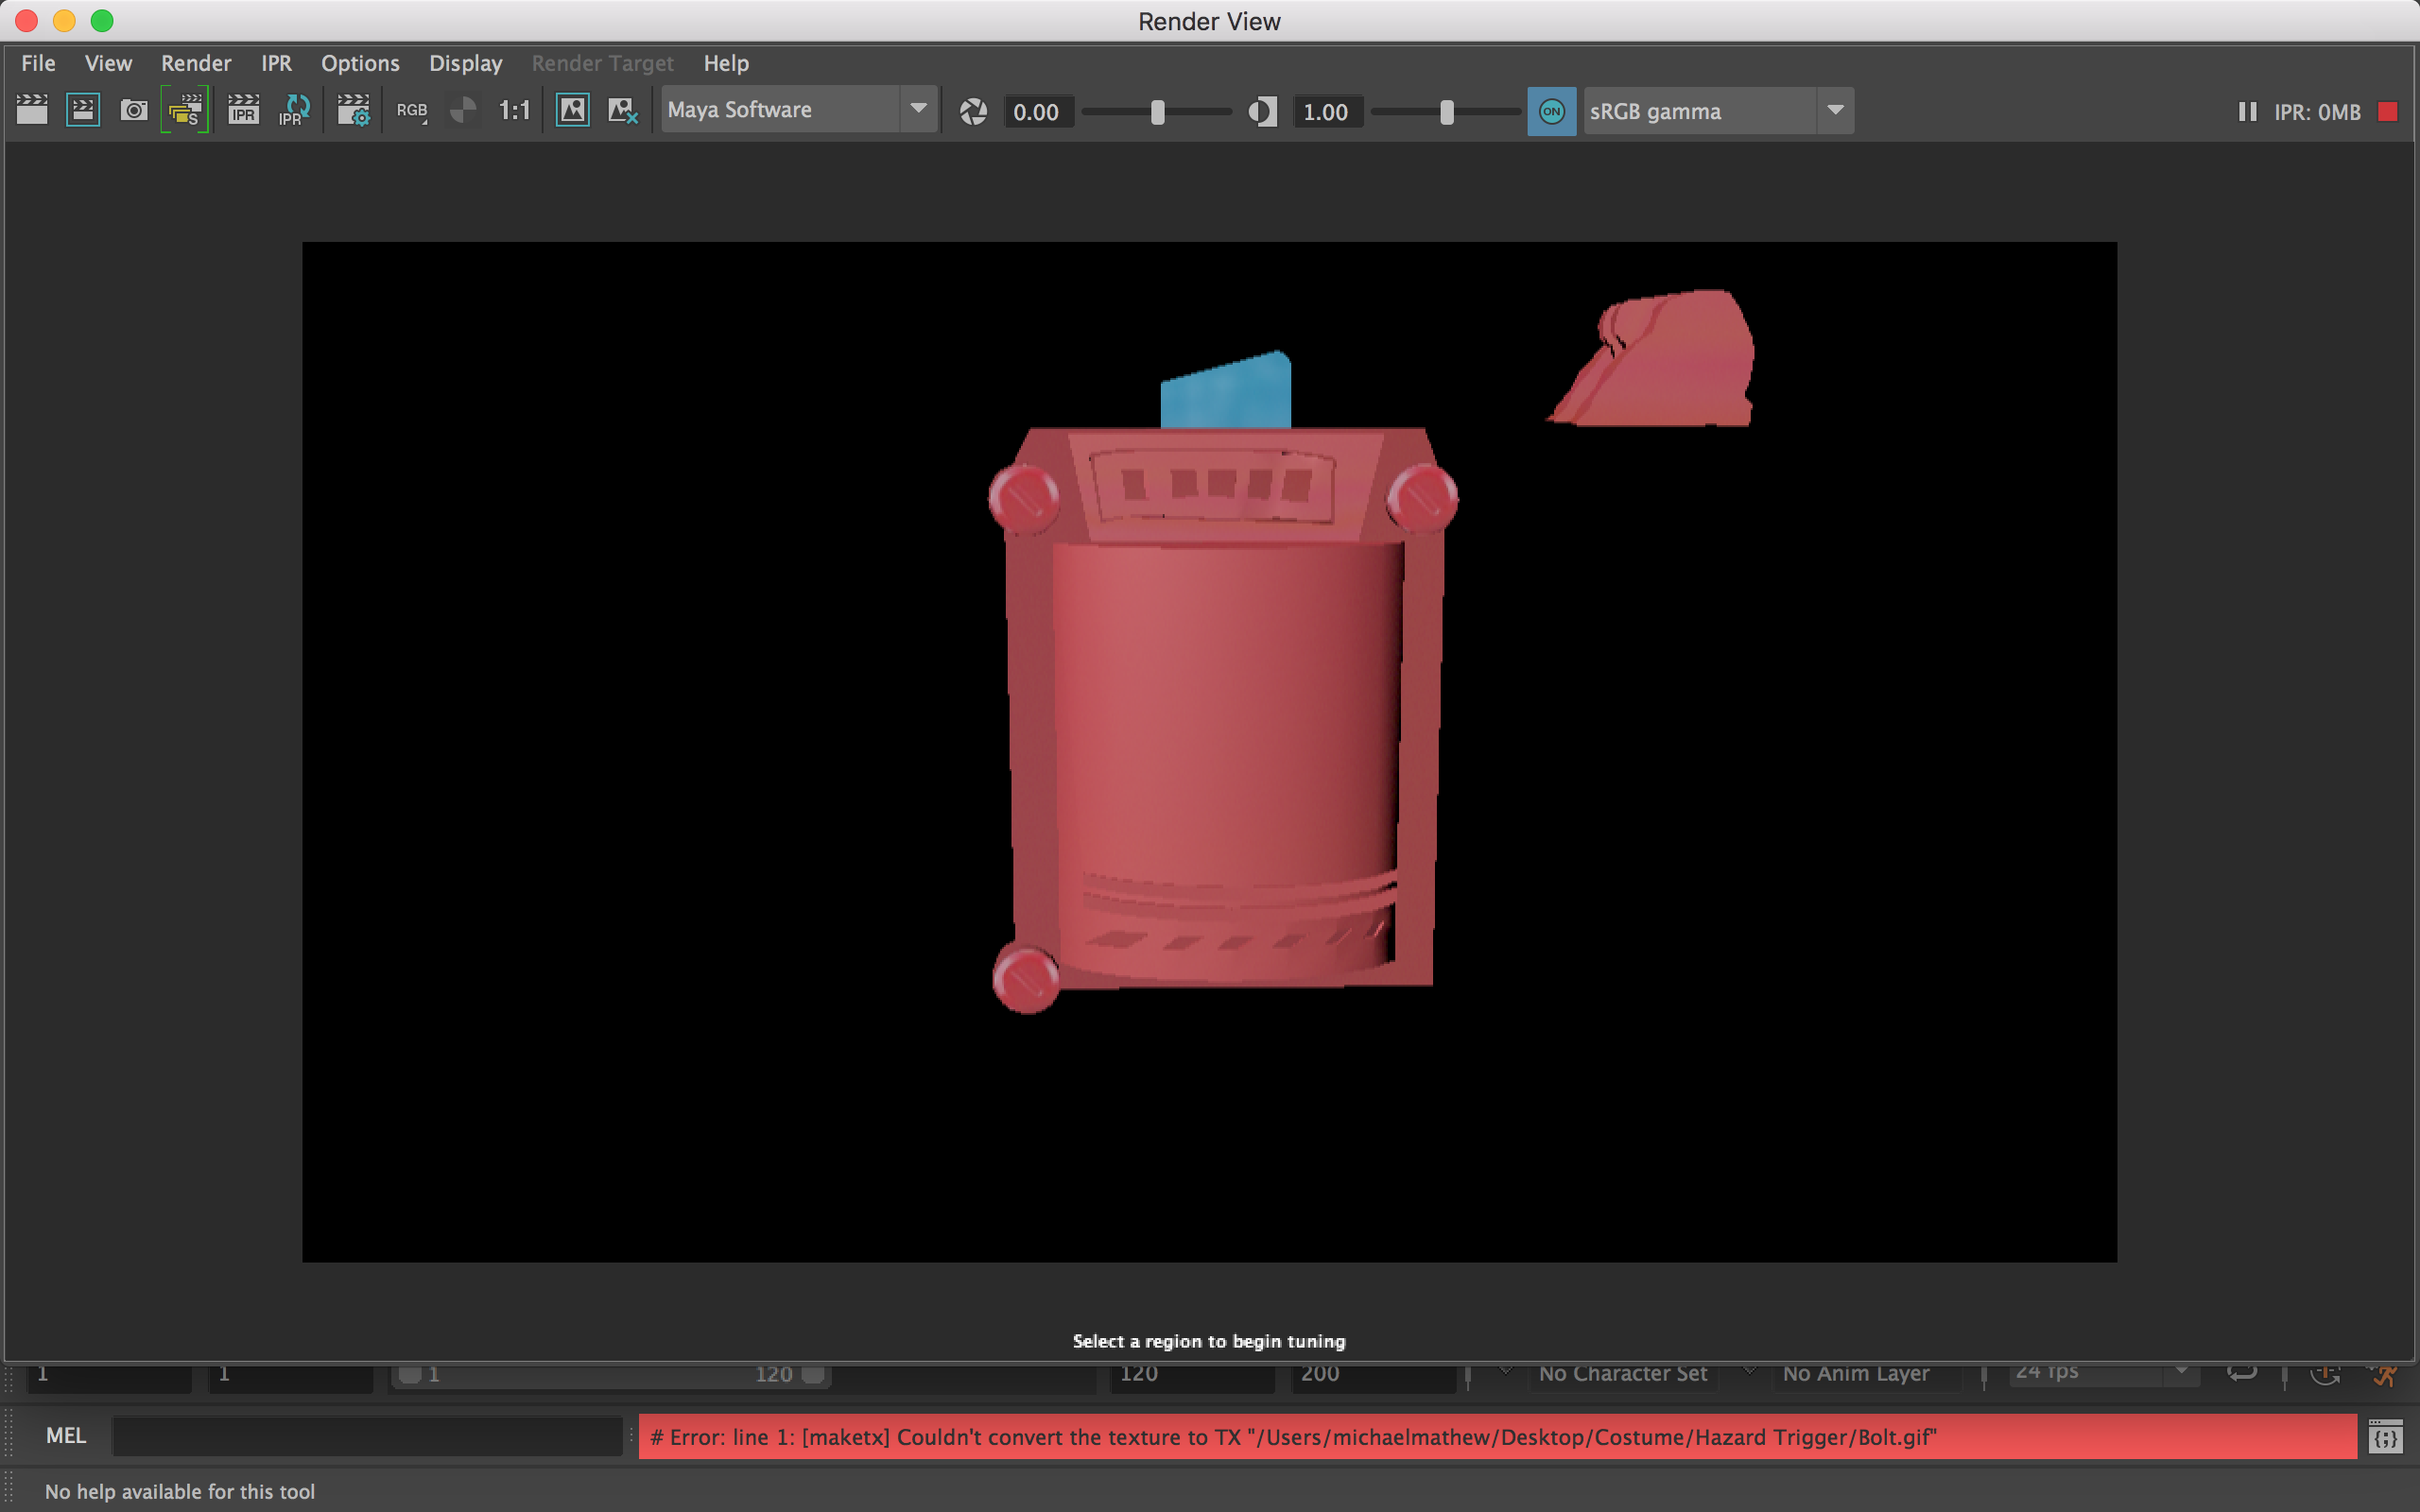 Render View
File View Render IPR Options Display Render Target Help
S IPR IPR RGB 1:1 Maya Software 0.00 1.00 ON sRGB gamma IPR: 0MB
Select a region to begin tuning
1 1 1 120 120 200 No Character Set No Anim Layer 24 fps
MEL # Error: line 1: [maketx] Couldn't convert the texture to TX "/Users/michaelmathew/Desktop/Costume/Hazard Trigger/Bolt.gif" {;}
No help available for this tool